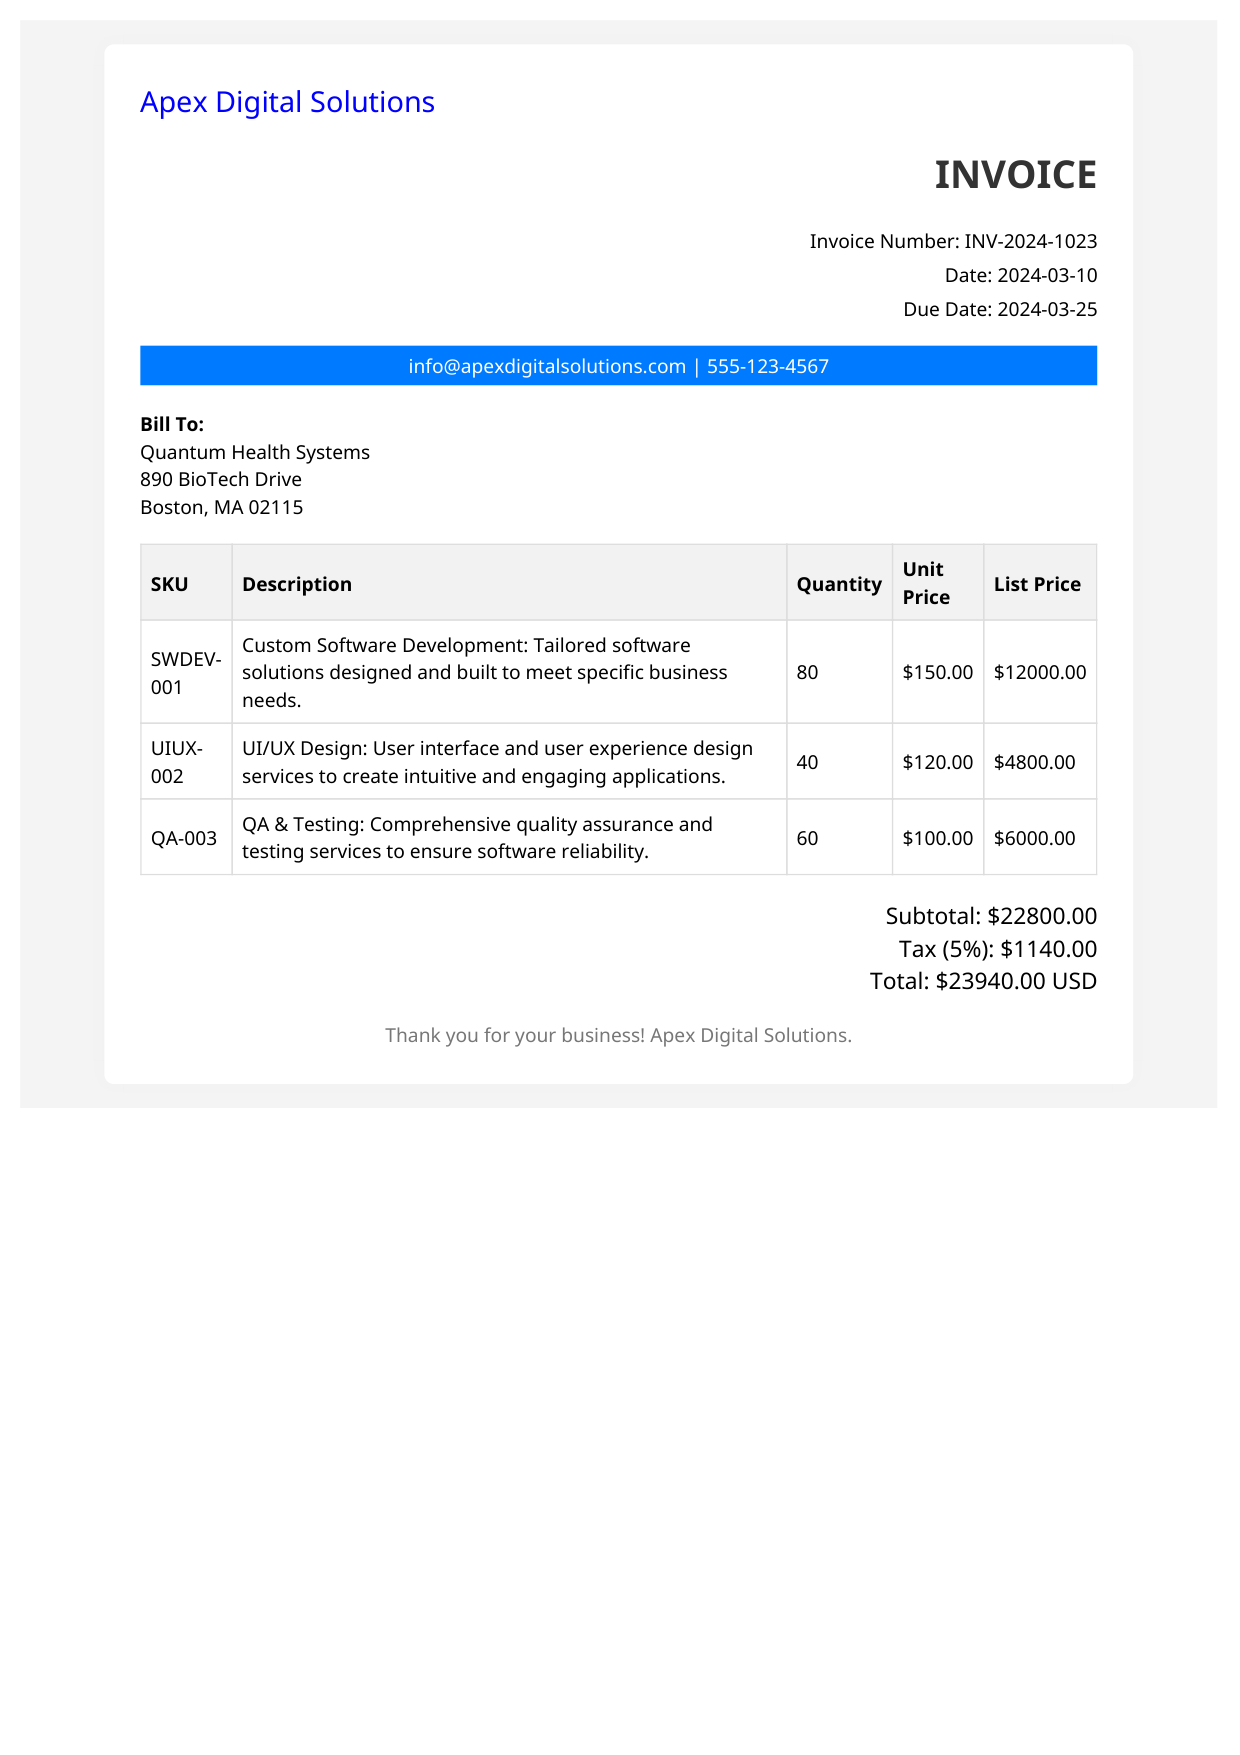 Apex Digital Solutions
INVOICE
Invoice Number: INV-2024-1023
Date: 2024-03-10
Due Date: 2024-03-25
info@apexdigitalsolutions.com | 555-123-4567
Bill To:
Quantum Health Systems
890 BioTech Drive
Boston, MA 02115
SKU Description Quantity Unit Price List Price
SWDEV-001 Custom Software Development: Tailored software
solutions designed and built to meet specific business
needs. 80 $150.00 $12000.00
UIUX-002 UI/UX Design: User interface and user experience design
services to create intuitive and engaging applications. 40 $120.00 $4800.00
QA-003 QA & Testing: Comprehensive quality assurance and
testing services to ensure software reliability. 60 $100.00 $6000.00
Subtotal: $22800.00
Tax (5%): $1140.00
Total: $23940.00 USD
Thank you for your business! Apex Digital Solutions.